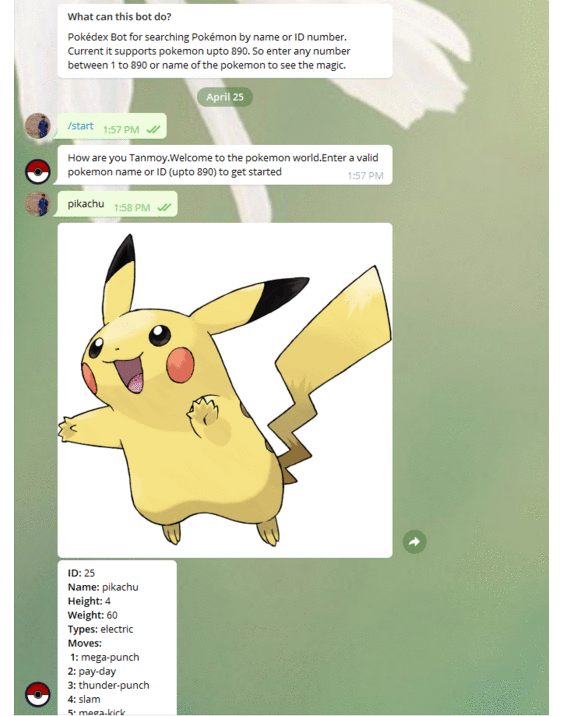 What can this bot do?
Pokédex Bot for searching Pokémon by name or ID number.
Current it supports pokemon upto 890. So enter any number
between 1 to 890 or name of the pokemon to see the magic.
April 25
/start 1:57 PM
How are you Tanmoy.Welcome to the pokemon world.Enter a valid
pokemon name or ID (upto 890) to get started
1:57 PM
pikachu 1:58 PM
ID: 25
Name: pikachu
Height: 4
Weight: 60
Types: electric
Moves:
1: mega-punch
2: pay-day
3: thunder-punch
4: slam
5: mega-kick